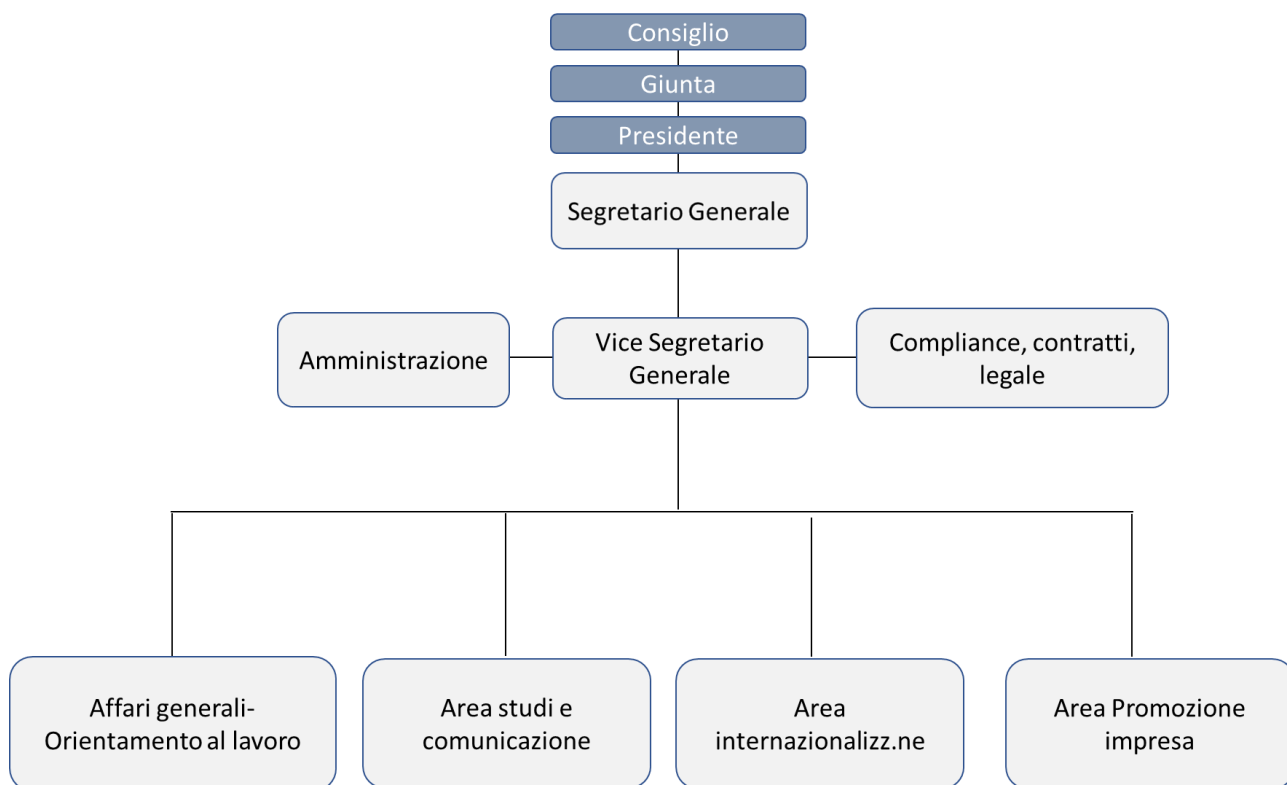 Consiglio
Giunta
Presidente
Segretario Generale
Amministrazione
Vice Segretario
Generale
Compliance, contratti,
legale
Affari generali-
Orientamento al lavoro
Area studi e
comunicazione
Area
internazionalizz.ne
Area Promozione
impresa